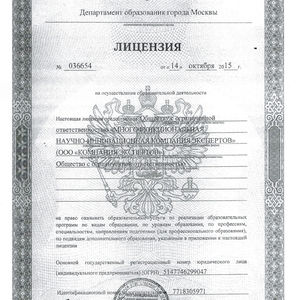 Департамент образования города Москвы
ЛИЦЕНЗИЯ
№ 036654 от « 14 » октября 2015 г.
на осуществление образовательной деятельности
Настоящая лицензия предоставлена Обществу с ограниченной
ответственностью «МНОГОФУНКЦИОНАЛЬНАЯ
НАУЧНО-ИННОВАЦИОННАЯ КОМПАНИЯ ЭКСПЕРТОВ»
(ООО «КОМПАНИЯ ЭКСПЕРТОВ»)
Общество с ограниченной ответственностью
на право оказывать образовательные услуги по реализации образовательных
программ по видам образования, по уровням образования, по профессиям,
специальностям, направлениям подготовки (для профессионального образования),
по подвидам дополнительного образования, указанным в приложении к настоящей
лицензии
Основной государственный регистрационный номер юридического лица
(индивидуального предпринимателя) (ОГРН) 5147746299047
Идентификационный номер 7718305971